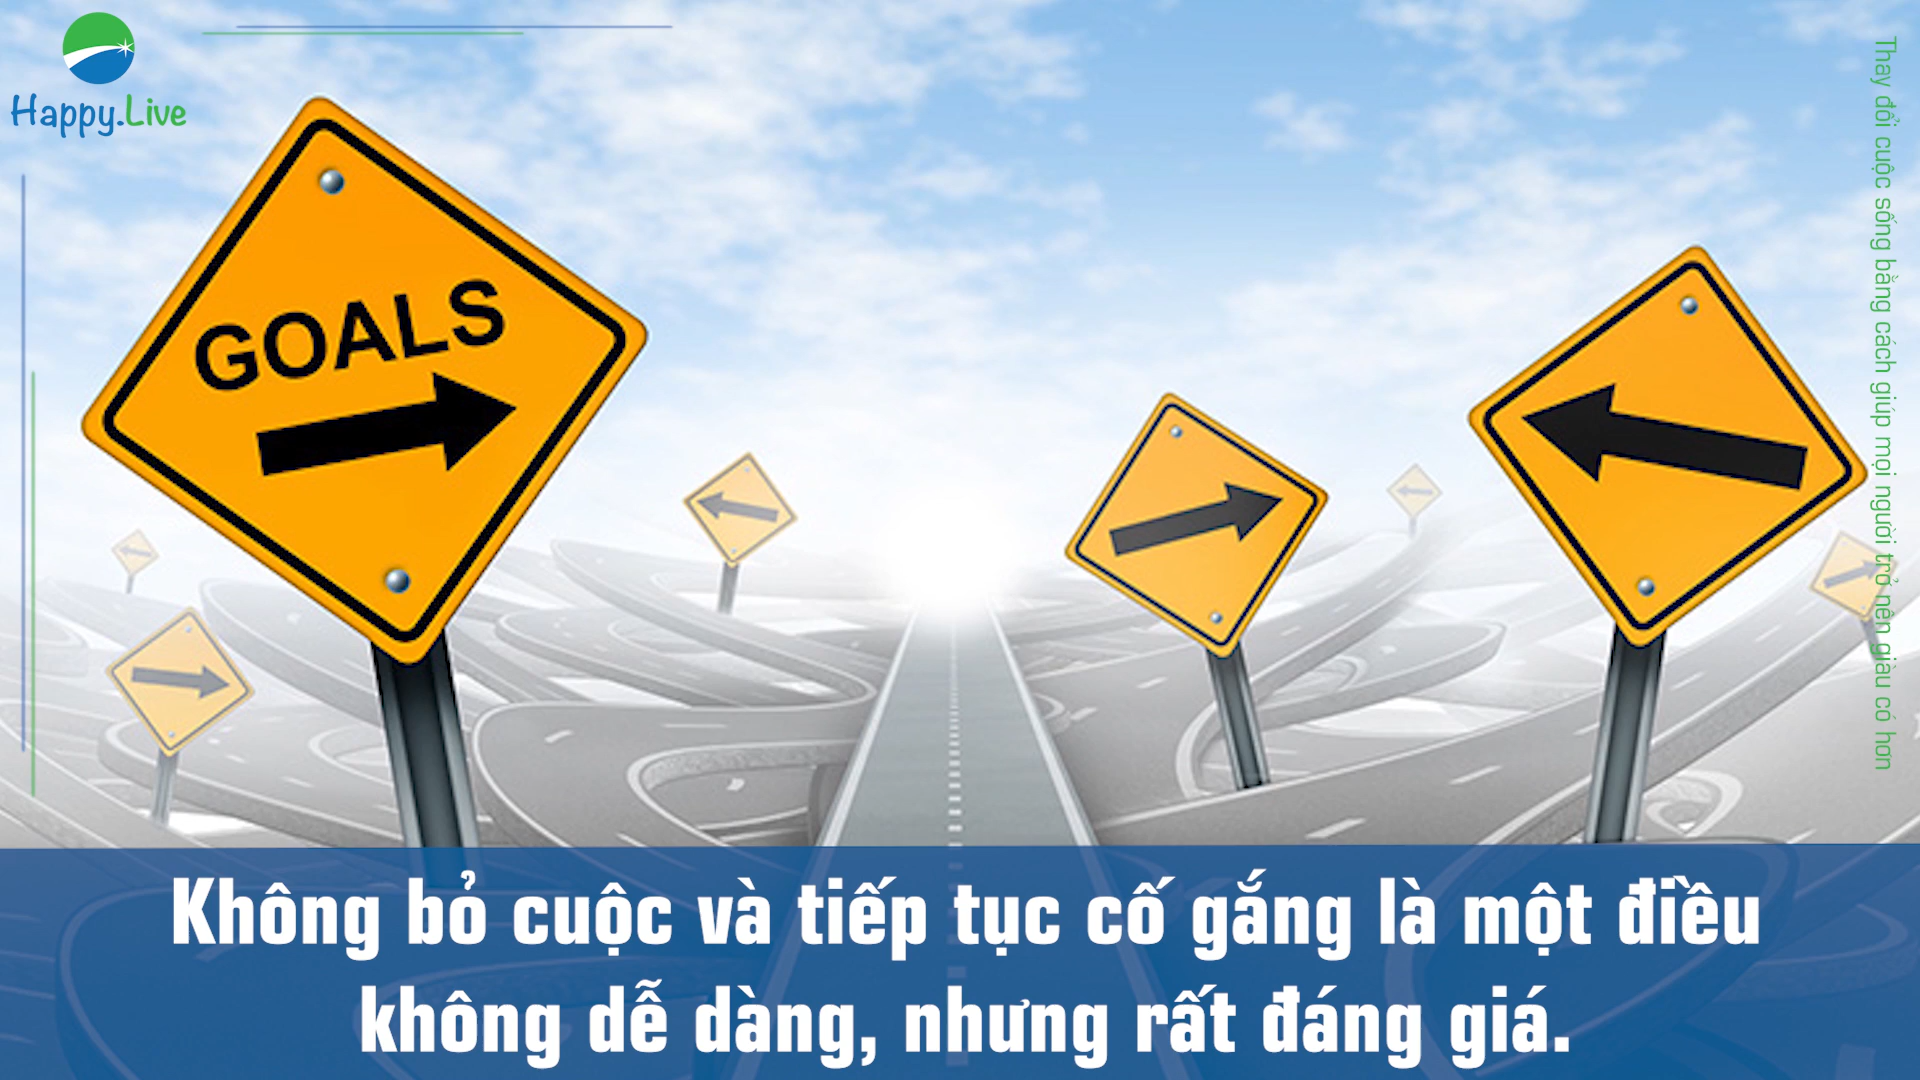 Happy.Live
Thay đổi cuộc sống bằng cách giúp mọi người trở nên giàu có hơn
GOALS
Không bỏ cuộc và tiếp tục cố gắng là một điều
không dễ dàng, nhưng rất đáng giá.